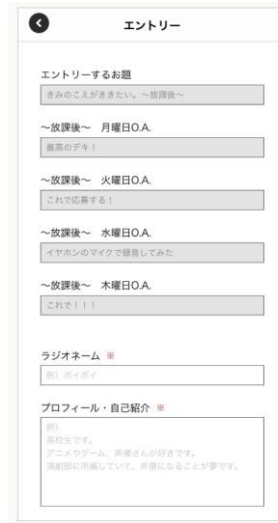 エントリー
エントリーするお題
きみのこえがききたい。〜放課後〜
〜放課後〜　月曜日O.A.
最高のデキ！
〜放課後〜　火曜日O.A.
これで応募する！
〜放課後〜　水曜日O.A.
イヤホンのマイクで録音してみた
〜放課後〜　木曜日O.A.
これで！！！
ラジオネーム ※
例）ボイボイ
プロフィール・自己紹介 ※
例）
高校生です。
アニメやゲーム、声優さんが好きです。
演劇部に所属していて、声優になることが夢です。